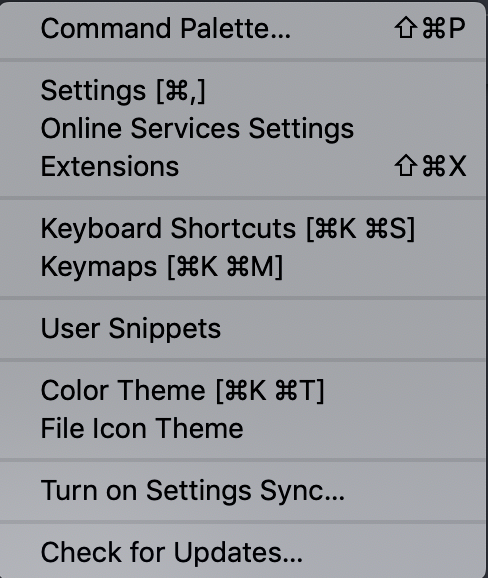 Command Palette... ⇧⌘P
Settings [⌘,]
Online Services Settings
Extensions ⇧⌘X
Keyboard Shortcuts [⌘K ⌘S]
Keymaps [⌘K ⌘M]
User Snippets
Color Theme [⌘K ⌘T]
File Icon Theme
Turn on Settings Sync...
Check for Updates...